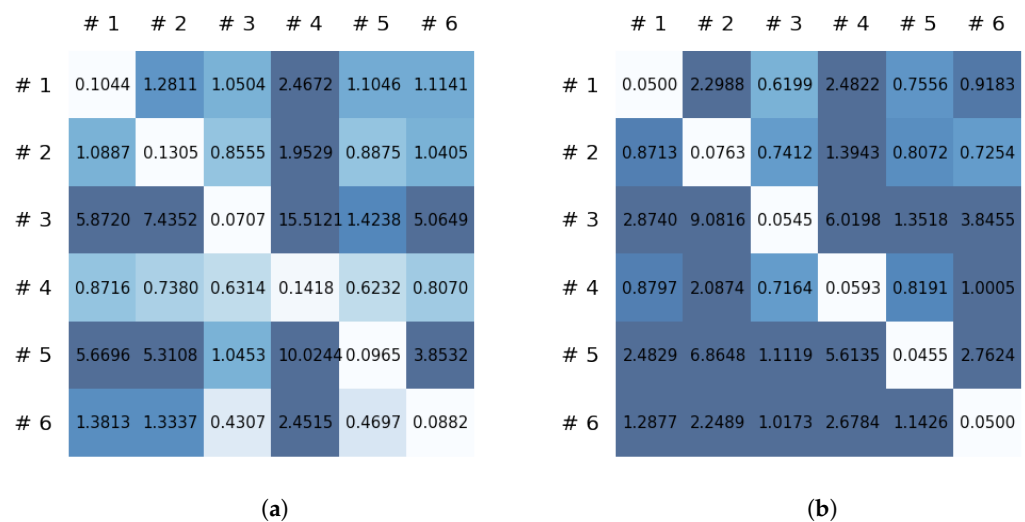 # 1 # 2 # 3 # 4 # 5 # 6
# 1 0.1044 1.2811 1.0504 2.4672 1.1046 1.1141
# 2 1.0887 0.1305 0.8555 1.9529 0.8875 1.0405
# 3 5.8720 7.4352 0.0707 15.5121 1.4238 5.0649
# 4 0.8716 0.7380 0.6314 0.1418 0.6232 0.8070
# 5 5.6696 5.3108 1.0453 10.0244 0.0965 3.8532
# 6 1.3813 1.3337 0.4307 2.4515 0.4697 0.0882
(a)
# 1 # 2 # 3 # 4 # 5 # 6
# 1 0.0500 2.2988 0.6199 2.4822 0.7556 0.9183
# 2 0.8713 0.0763 0.7412 1.3943 0.8072 0.7254
# 3 2.8740 9.0816 0.0545 6.0198 1.3518 3.8455
# 4 0.8797 2.0874 0.7164 0.0593 0.8191 1.0005
# 5 2.4829 6.8648 1.1119 5.6135 0.0455 2.7624
# 6 1.2877 2.2489 1.0173 2.6784 1.1426 0.0500
(b)